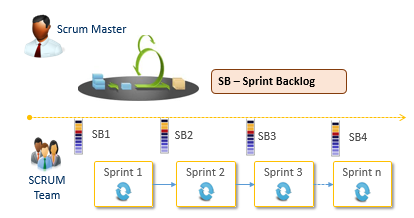 Scrum Master
SB – Sprint Backlog
SB1
SB2
SB3
SB4
SCRUM
Team
Sprint 1
Sprint 2
Sprint 3
Sprint n